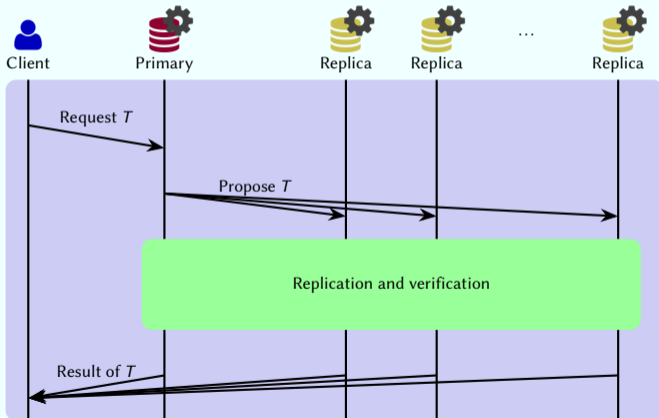 Client
Primary
Replica
Replica
...
Replica
Request T
Propose T
Replication and verification
Result of T